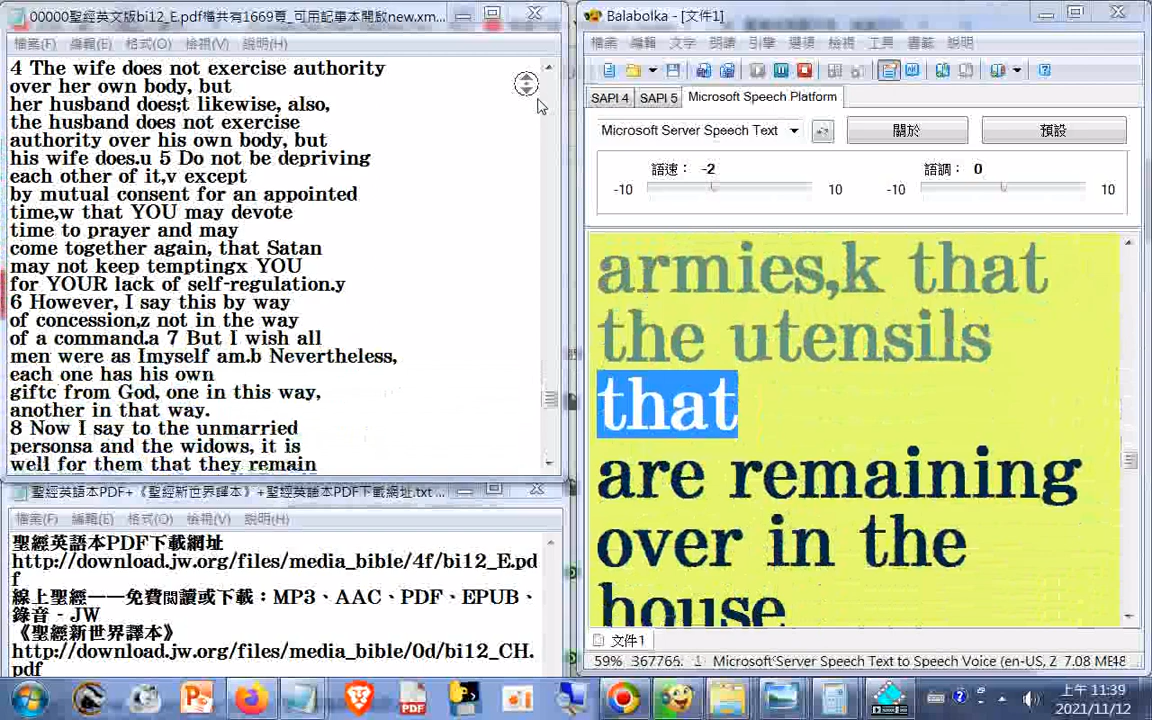 00000聖經英文版bi12_E.pdf檔共有1669頁_可用記事本開啟new.xm...
檔案(F) 編輯(E) 格式(O) 檢視(V) 說明(H)
4 The wife does not exercise authority
over her own body, but
her husband does;t likewise, also,
the husband does not exercise
authority over his own body, but
his wife does.u 5 Do not be depriving
each other of it,v except
by mutual consent for an appointed
time,w that YOU may devote
time to prayer and may
come together again, that Satan
may not keep temptingx YOU
for YOUR lack of self-regulation.y
6 However, I say this by way
of concession,z not in the way
of a command.a 7 But I wish all
men were as Imyself am.b Nevertheless,
each one has his own
giftc from God, one in this way,
another in that way.
8 Now I say to the unmarried
personsa and the widows, it is
well for them that they remain
聖經英語本PDF+《聖經新世界譯本》+聖經英語本PDF下載網址.txt ...
檔案(F) 編輯(E) 格式(O) 檢視(V) 說明(H)
聖經英語本PDF下載網址
http://download.jw.org/files/media_bible/4f/bi12_E.pd
f
線上聖經——免費閱讀或下載：MP3、AAC、PDF、EPUB、
錄音 - JW
《聖經新世界譯本》
http://download.jw.org/files/media_bible/0d/bi12_CH.
pdf
Balabolka - [文件1]
檔案 編輯 文字 朗讀 引擎 選項 檢視 工具 書籤 說明
SAPI 4 SAPI 5 Microsoft Speech Platform
Microsoft Server Speech Text 關於 預設
語速： -2 語調： 0
-10 10 -10 10
armies,k that
the utensils
that
are remaining
over in the
house
文件1
59% 367766. 1 Microsoft Server Speech Text to Speech Voice (en-US, Z 7.08 ME48
PDF
上午 11:39
2021/11/12